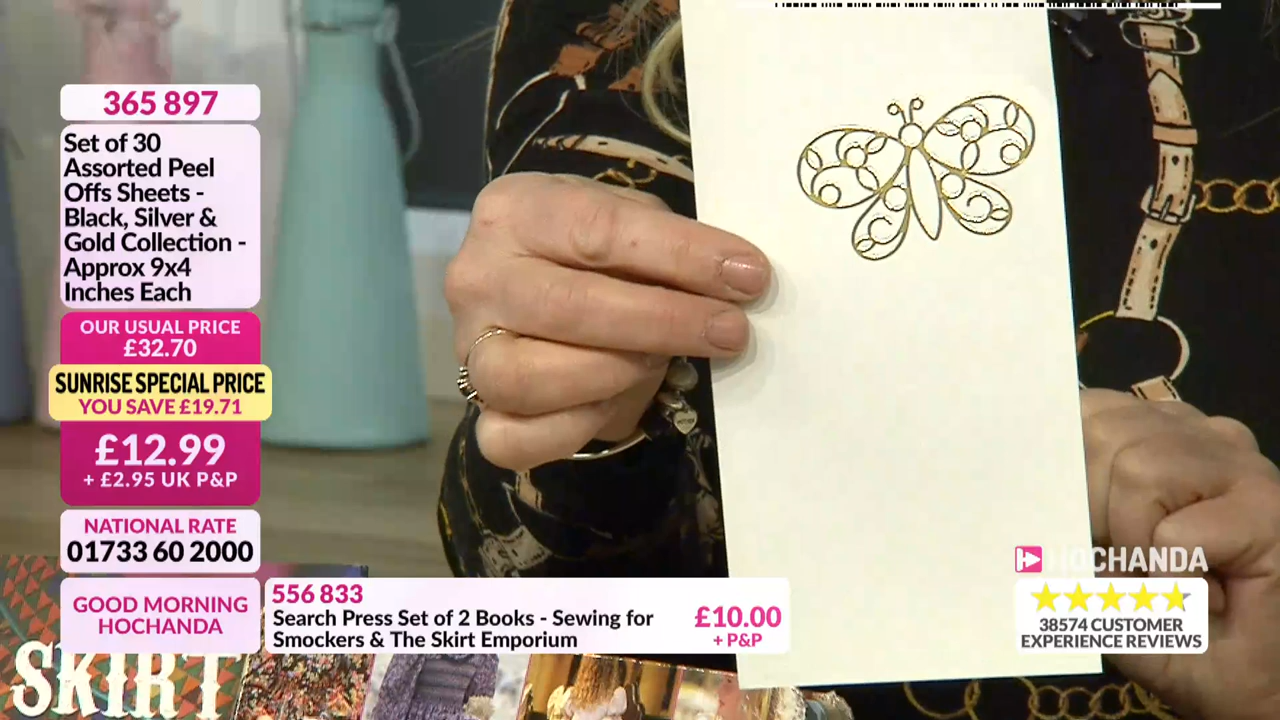 365 897
Set of 30
Assorted Peel
Offs Sheets -
Black, Silver &
Gold Collection -
Approx 9x4
Inches Each
OUR USUAL PRICE
£32.70
SUNRISE SPECIAL PRICE
YOU SAVE £19.71
£12.99
+ £2.95 UK P&P
NATIONAL RATE
01733 60 2000
GOOD MORNING
HOCHANDA
556 833
Search Press Set of 2 Books - Sewing for
Smockers & The Skirt Emporium
£10.00
+ P&P
HOCHANDA
38574 CUSTOMER
EXPERIENCE REVIEWS
SKIRT